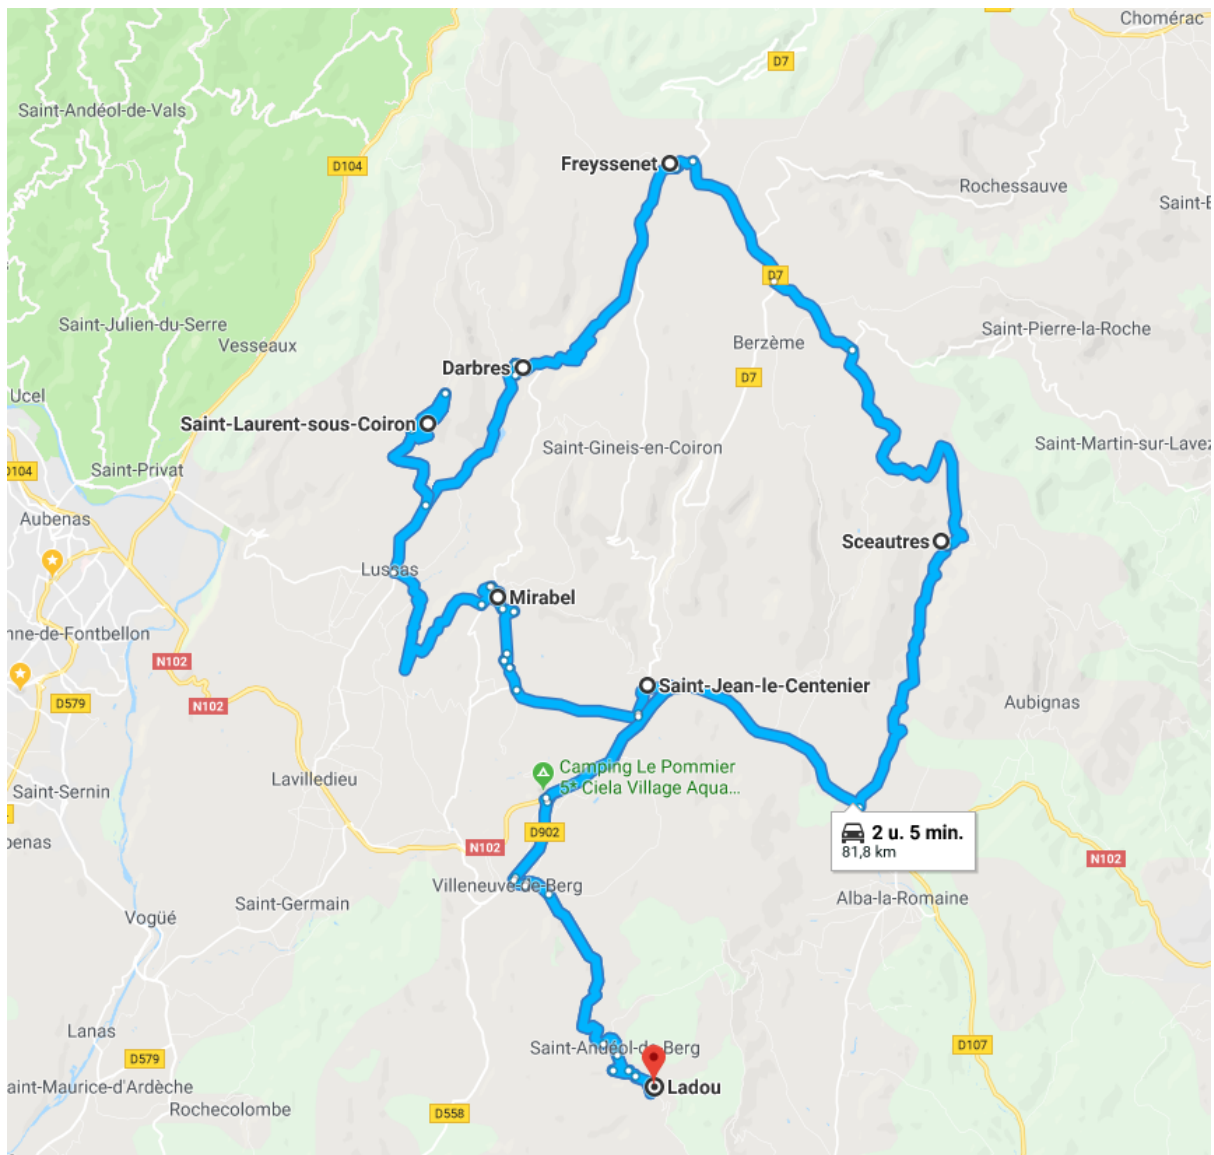 Chomérac
D7
Saint-Andéol-de-Vals
D104
Freyssenet
Rochessauve
Saint-E
D7
Saint-Julien-du-Serre
Saint-Pierre-la-Roche
Vesseaux
Berzème
Darbres
D7
Ucel
Saint-Laurent-sous-Coiron
Saint-Gineis-en-Coiron
Saint-Martin-sur-Lavez
Saint-Privat
D104
Aubenas
Sceautres
Lussas
Mirabel
nne-de-Fontbellon
N102
Saint-Jean-le-Centenier
D579
N102
Aubignas
Camping Le Pommier
5* Ciela Village Aqua...
Lavilledieu
Saint-Sernin
D902
2 u. 5 min.
81,8 km
benas
N102
N102
Villeneuve-de-Berg
Alba-la-Romaine
Saint-Germain
Vogüé
Lanas
D107
Saint-Andéol-de-Berg
D579
aint-Maurice-d'Ardèche
Ladou
Rochecolombe
D558